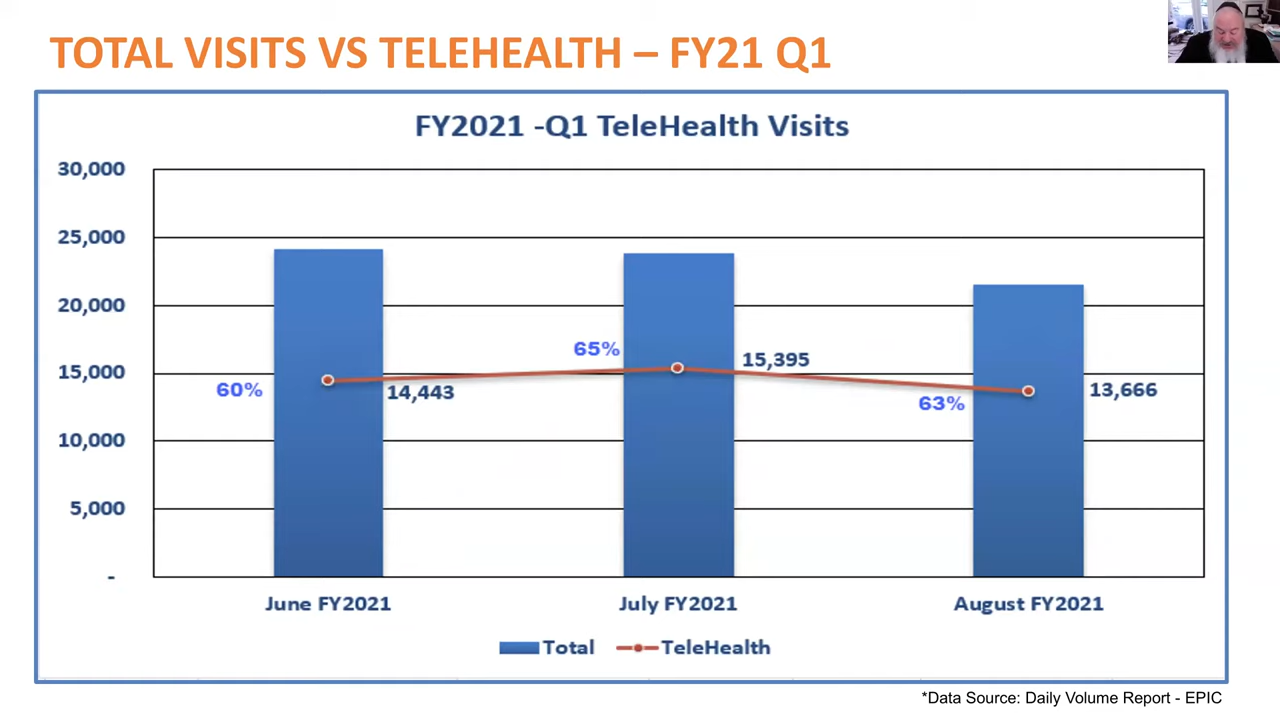 TOTAL VISITS VS TELEHEALTH – FY21 Q1
FY2021 -Q1 TeleHealth Visits
30,000
25,000
20,000
15,000
10,000
5,000
-
60%
14,443
65%
15,395
63%
13,666
June FY2021
July FY2021
August FY2021
Total
TeleHealth
*Data Source: Daily Volume Report - EPIC